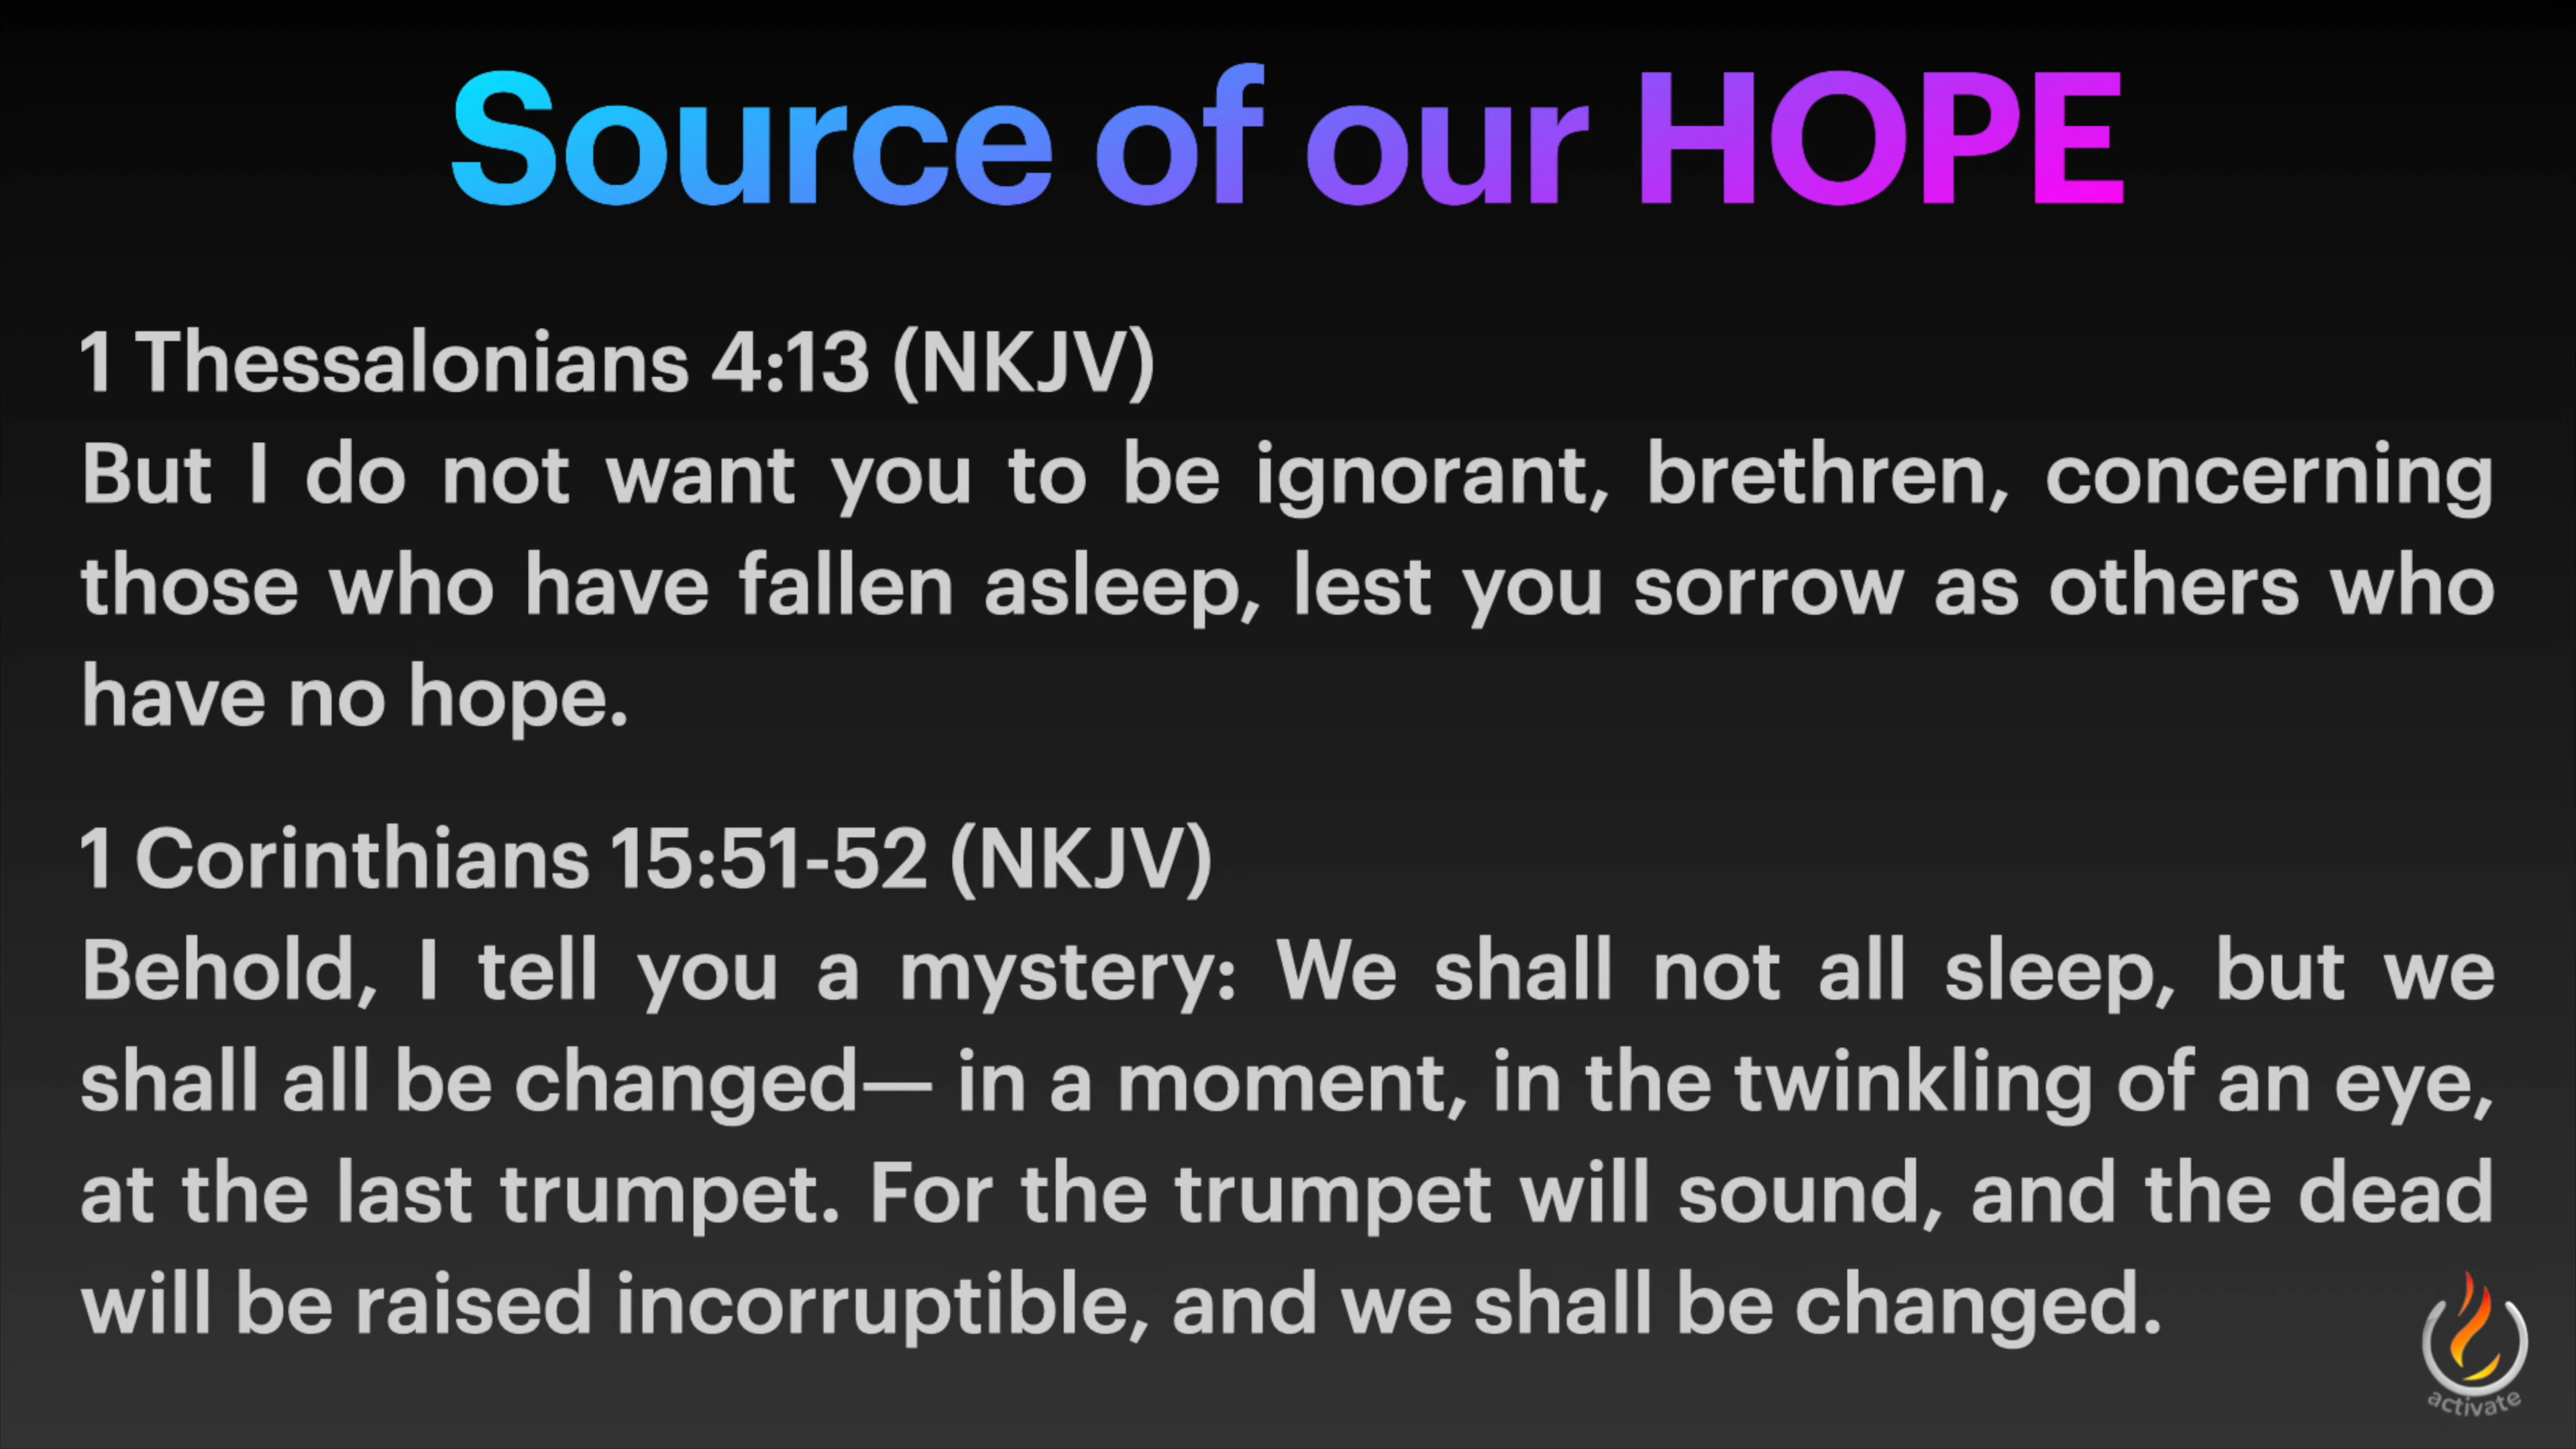 Source of our HOPE
1 Thessalonians 4:13 (NKJV)
But I do not want you to be ignorant, brethren, concerning
those who have fallen asleep, lest you sorrow as others who
have no hope.
1 Corinthians 15:51-52 (NKJV)
Behold, I tell you a mystery: We shall not all sleep, but we
shall all be changed— in a moment, in the twinkling of an eye,
at the last trumpet. For the trumpet will sound, and the dead
will be raised incorruptible, and we shall be changed.
activate